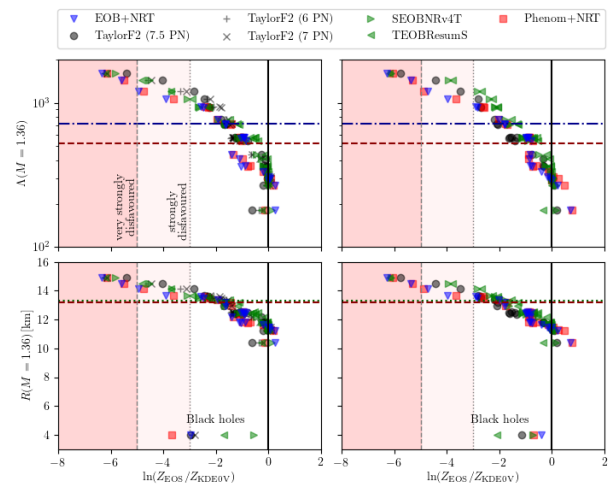 EOB+NRT TaylorF2 (6 PN) SEOBNRv4T Phenom+NRT
TaylorF2 (7.5 PN) TaylorF2 (7 PN) TEOBResumS
Λ(M = 1.36)
10³
10²
very strongly
disfavoured
strongly
disfavoured
R(M = 1.36) [km]
16
14
12
10
8
6
4
Black holes
Black holes
−8 −6 −4 −2 0 2
−8 −6 −4 −2 0 2
ln(Z_EOS/Z_KDE0V)
ln(Z_EOS/Z_KDE0V)